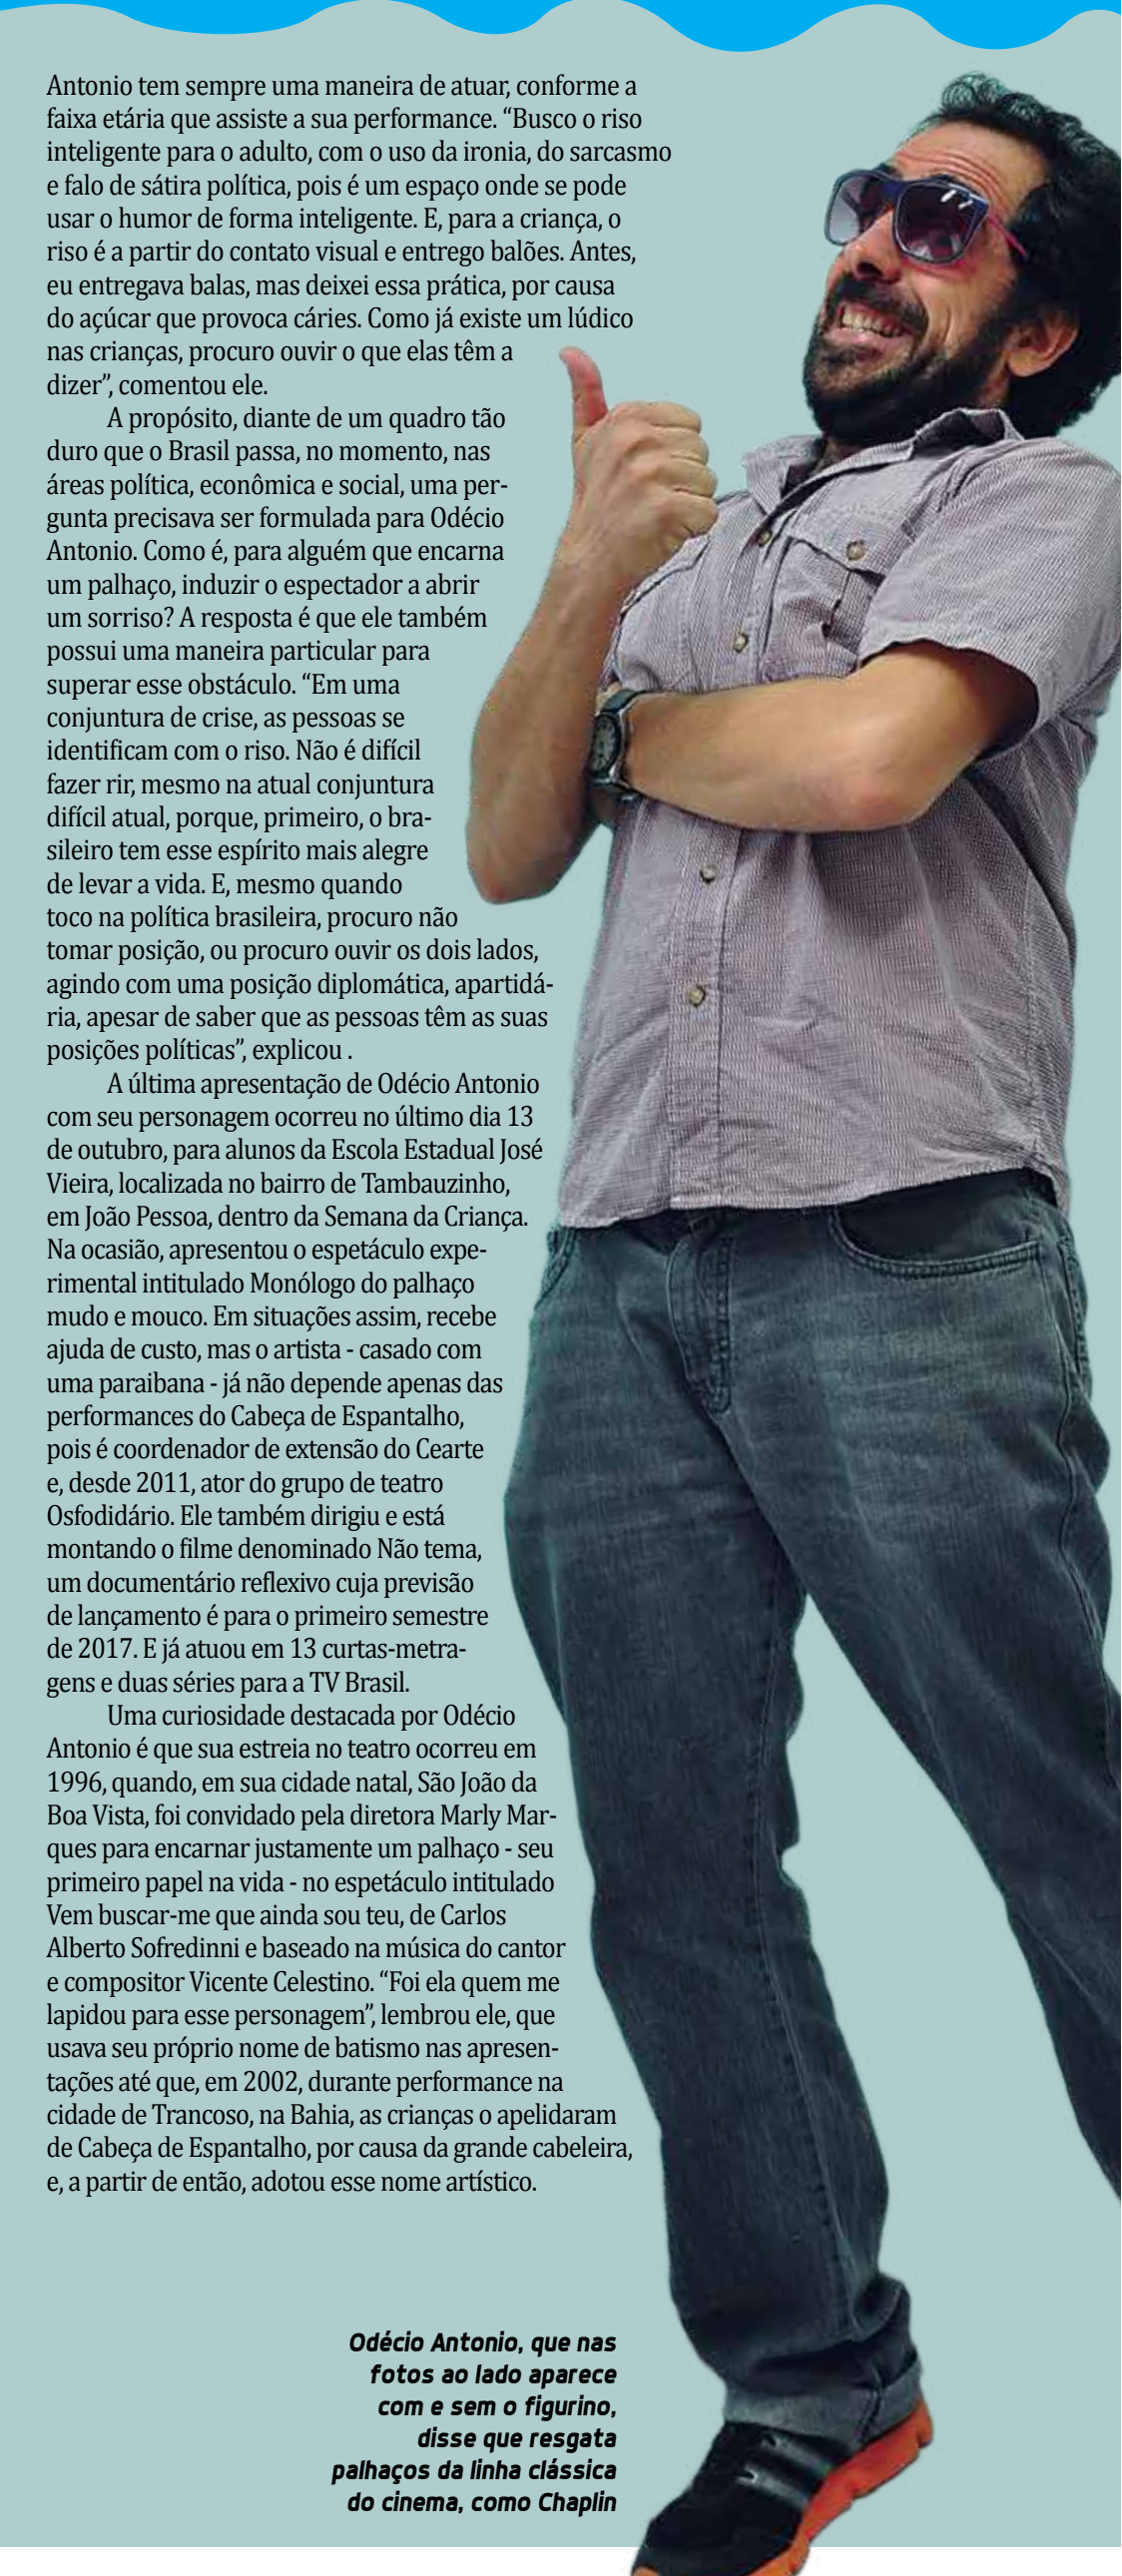 Antonio tem sempre uma maneira de atuar, conforme a
faixa etária que assiste a sua performance. “Busco o riso
inteligente para o adulto, com o uso da ironia, do sarcasmo
e falo de sátira política, pois é um espaço onde se pode
usar o humor de forma inteligente. E, para a criança, o
riso é a partir do contato visual e entrego balões. Antes,
eu entregava balas, mas deixei essa prática, por causa
do açúcar que provoca cáries. Como já existe um lúdico
nas crianças, procuro ouvir o que elas têm a
dizer”, comentou ele.
A propósito, diante de um quadro tão
duro que o Brasil passa, no momento, nas
áreas política, econômica e social, uma per-
gunta precisava ser formulada para Odécio
Antonio. Como é, para alguém que encarna
um palhaço, induzir o espectador a abrir
um sorriso? A resposta é que ele também
possui uma maneira particular para
superar esse obstáculo. “Em uma
conjuntura de crise, as pessoas se
identificam com o riso. Não é difícil
fazer rir, mesmo na atual conjuntura
difícil atual, porque, primeiro, o bra-
sileiro tem esse espírito mais alegre
de levar a vida. E, mesmo quando
toco na política brasileira, procuro não
tomar posição, ou procuro ouvir os dois lados,
agindo com uma posição diplomática, apartidá-
ria, apesar de saber que as pessoas têm as suas
posições políticas”, explicou .
A última apresentação de Odécio Antonio
com seu personagem ocorreu no último dia 13
de outubro, para alunos da Escola Estadual José
Vieira, localizada no bairro de Tambauzinho,
em João Pessoa, dentro da Semana da Criança.
Na ocasião, apresentou o espetáculo expe-
rimental intitulado Monólogo do palhaço
mudo e mouco. Em situações assim, recebe
ajuda de custo, mas o artista - casado com
uma paraibana - já não depende apenas das
performances do Cabeça de Espantalho,
pois é coordenador de extensão do Cearte
e, desde 2011, ator do grupo de teatro
Osfodidário. Ele também dirigiu e está
montando o filme denominado Não tema,
um documentário reflexivo cuja previsão
de lançamento é para o primeiro semestre
de 2017. E já atuou em 13 curtas-metra-
gens e duas séries para a TV Brasil.
Uma curiosidade destacada por Odécio
Antonio é que sua estreia no teatro ocorreu em
1996, quando, em sua cidade natal, São João da
Boa Vista, foi convidado pela diretora Marly Mar-
ques para encarnar justamente um palhaço - seu
primeiro papel na vida - no espetáculo intitulado
Vem buscar-me que ainda sou teu, de Carlos
Alberto Sofredinni e baseado na música do cantor
e compositor Vicente Celestino. “Foi ela quem me
lapidou para esse personagem”, lembrou ele, que
usava seu próprio nome de batismo nas apresen-
tações até que, em 2002, durante performance na
cidade de Trancoso, na Bahia, as crianças o apelidaram
de Cabeça de Espantalho, por causa da grande cabeleira,
e, a partir de então, adotou esse nome artístico.
Odécio Antonio, que nas
fotos ao lado aparece
com e sem o figurino,
disse que resgata
palhaços da linha clássica
do cinema, como Chaplin